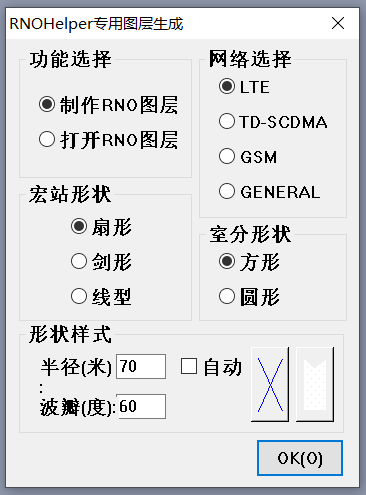 RNOHelper专用图层生成
功能选择
制作RNO图层
打开RNO图层
网络选择
LTE
TD-SCDMA
GSM
GENERAL
宏站形状
扇形
剑形
线型
室分形状
方形
圆形
形状样式
半径(米)
:
70
自动
波瓣(度):
60
OK(O)